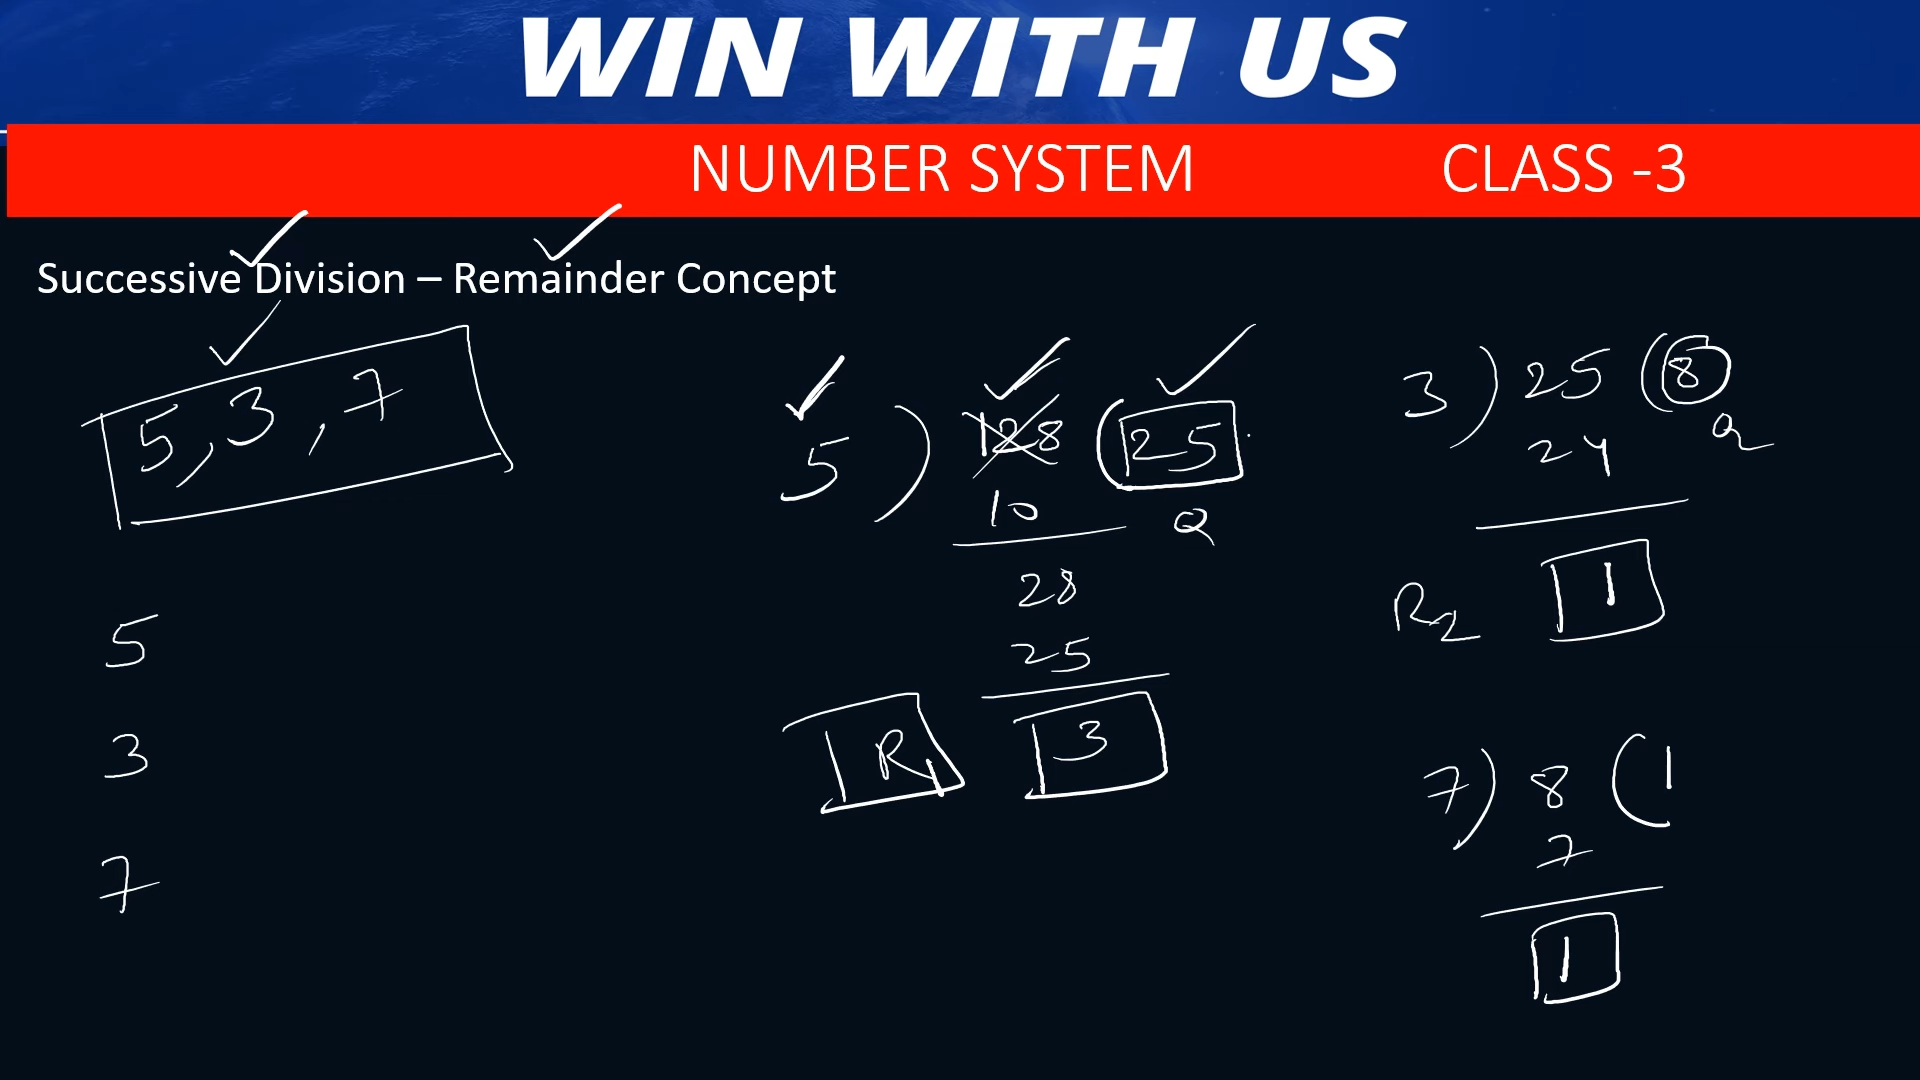 WIN WITH US
NUMBER SYSTEM CLASS -3
Successive Division – Remainder Concept
5, 3, 7
5
3
7
5 ) 128 ( 25
10 Q
28
25
R1 3
3 ) 25 ( 8
24 Q
R2 1
7 ) 8 ( 1
7
1